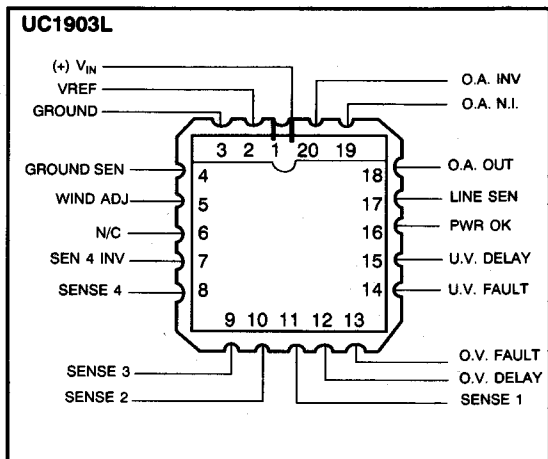 UC1903L
(+) VIN
VREF
GROUND
O.A. INV
O.A. N.I.
3 2 1 20 19
GROUND SEN 4
18 O.A. OUT
WIND ADJ 5
17 LINE SEN
N/C 6
16 PWR OK
SEN 4 INV 7
15 U.V. DELAY
SENSE 4 8
14 U.V. FAULT
9 10 11 12 13
SENSE 3
SENSE 2
O.V. FAULT
O.V. DELAY
SENSE 1